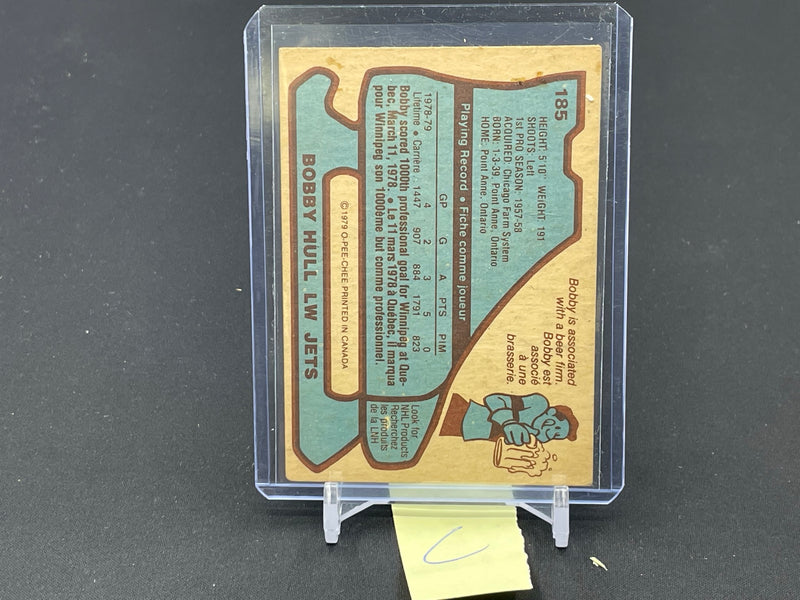 185
HEIGHT: 5'10" WEIGHT: 191
SHOOTS: Left
1st PRO SEASON: 1957-58
ACQUIRED: Chicago Farm System
BORN: 1-3-39, Point Anne, Ontario
HOME: Point Anne, Ontario
Bobby is associated
with a beer firm.
Bobby est
associé
à une
brasserie.
Playing Record • Fiche comme joueur
GP G A PTS PIM
1978-79 4 2 3 5 0
Lifetime • Carrière 1447 907 884 1791 823
Bobby scored 1000th professional goal for Winnipeg at Que-
bec, March 11, 1978. • Le 11 mars 1978 à Québec, il marqua
pour Winnipeg son 1000ème but comme professionnel.
Look for
NHL Products
Recherchez
les produits
de la LNH
©1979 O-PEE-CHEE PRINTED IN CANADA
BOBBY HULL LW JETS
C